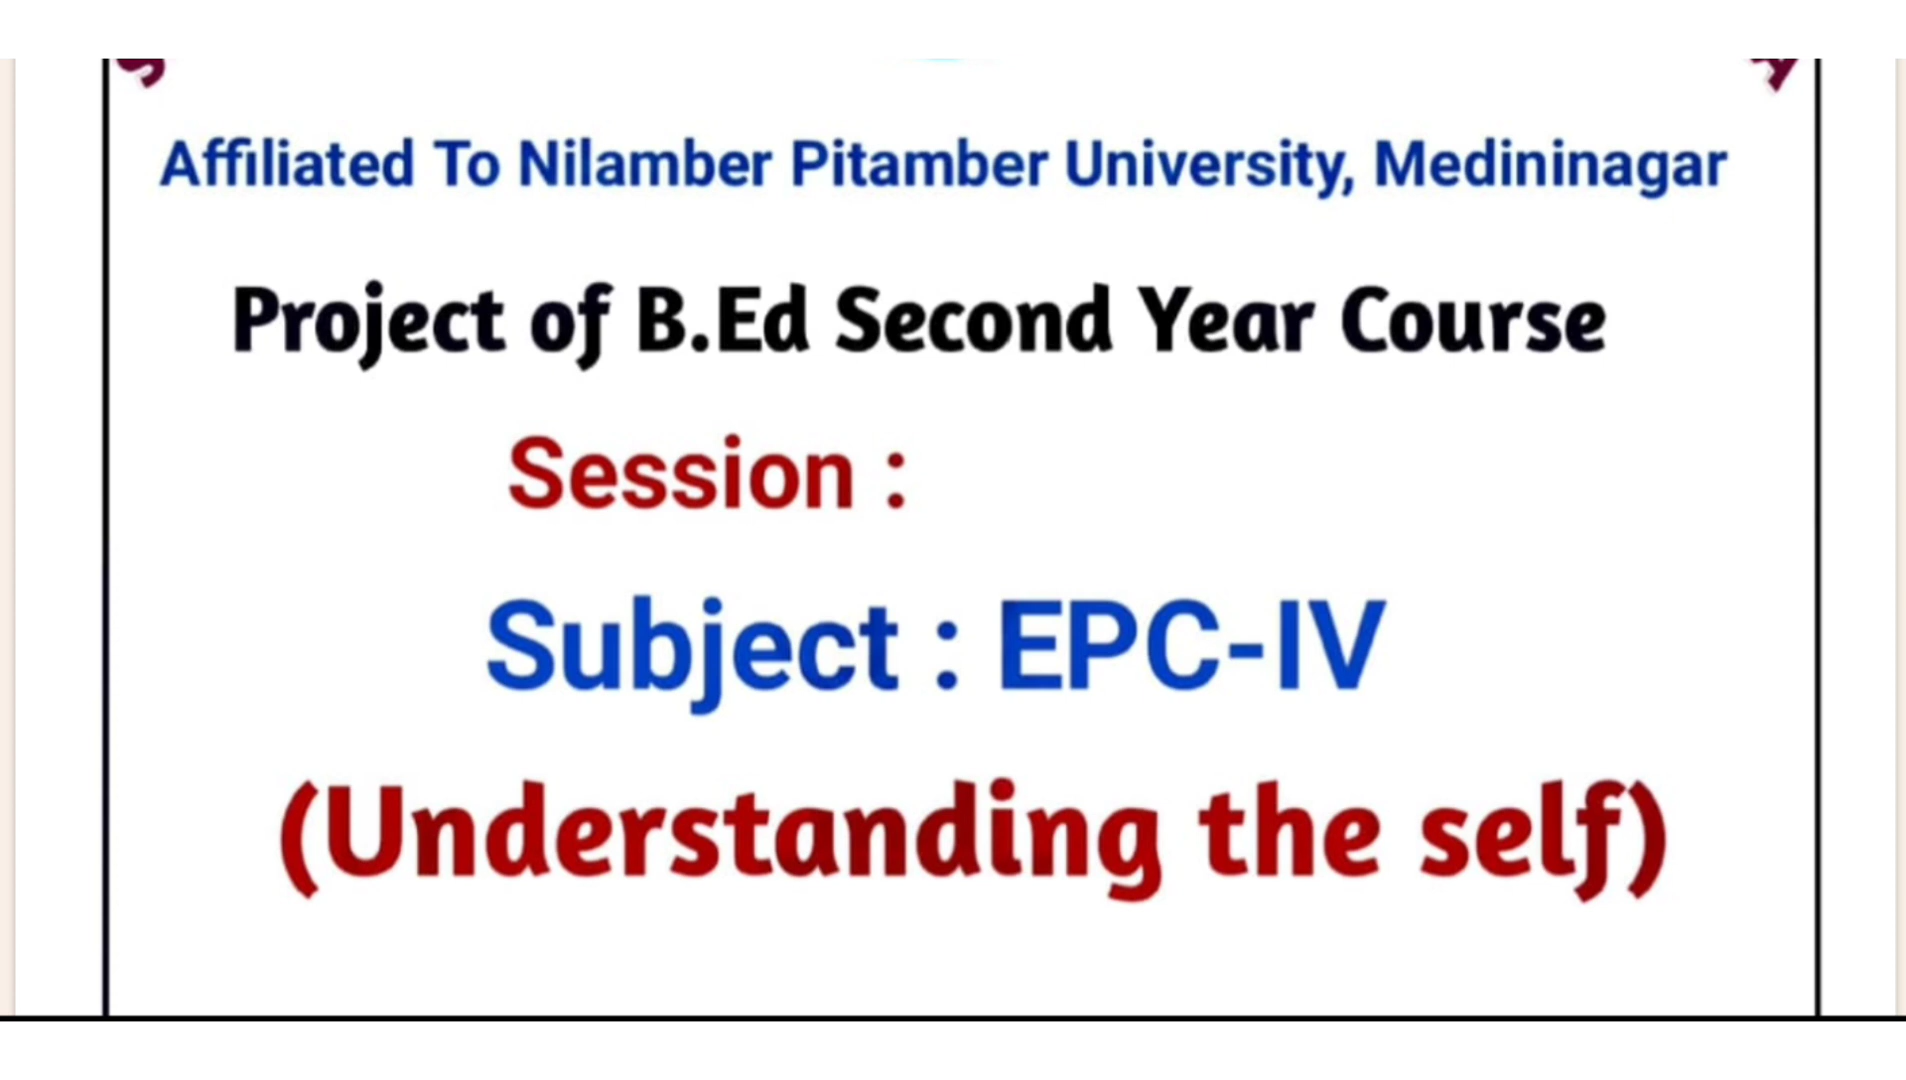 Affiliated To Nilamber Pitamber University, Medininagar
Project of B.Ed Second Year Course
Session :
Subject : EPC-IV
(Understanding the self)